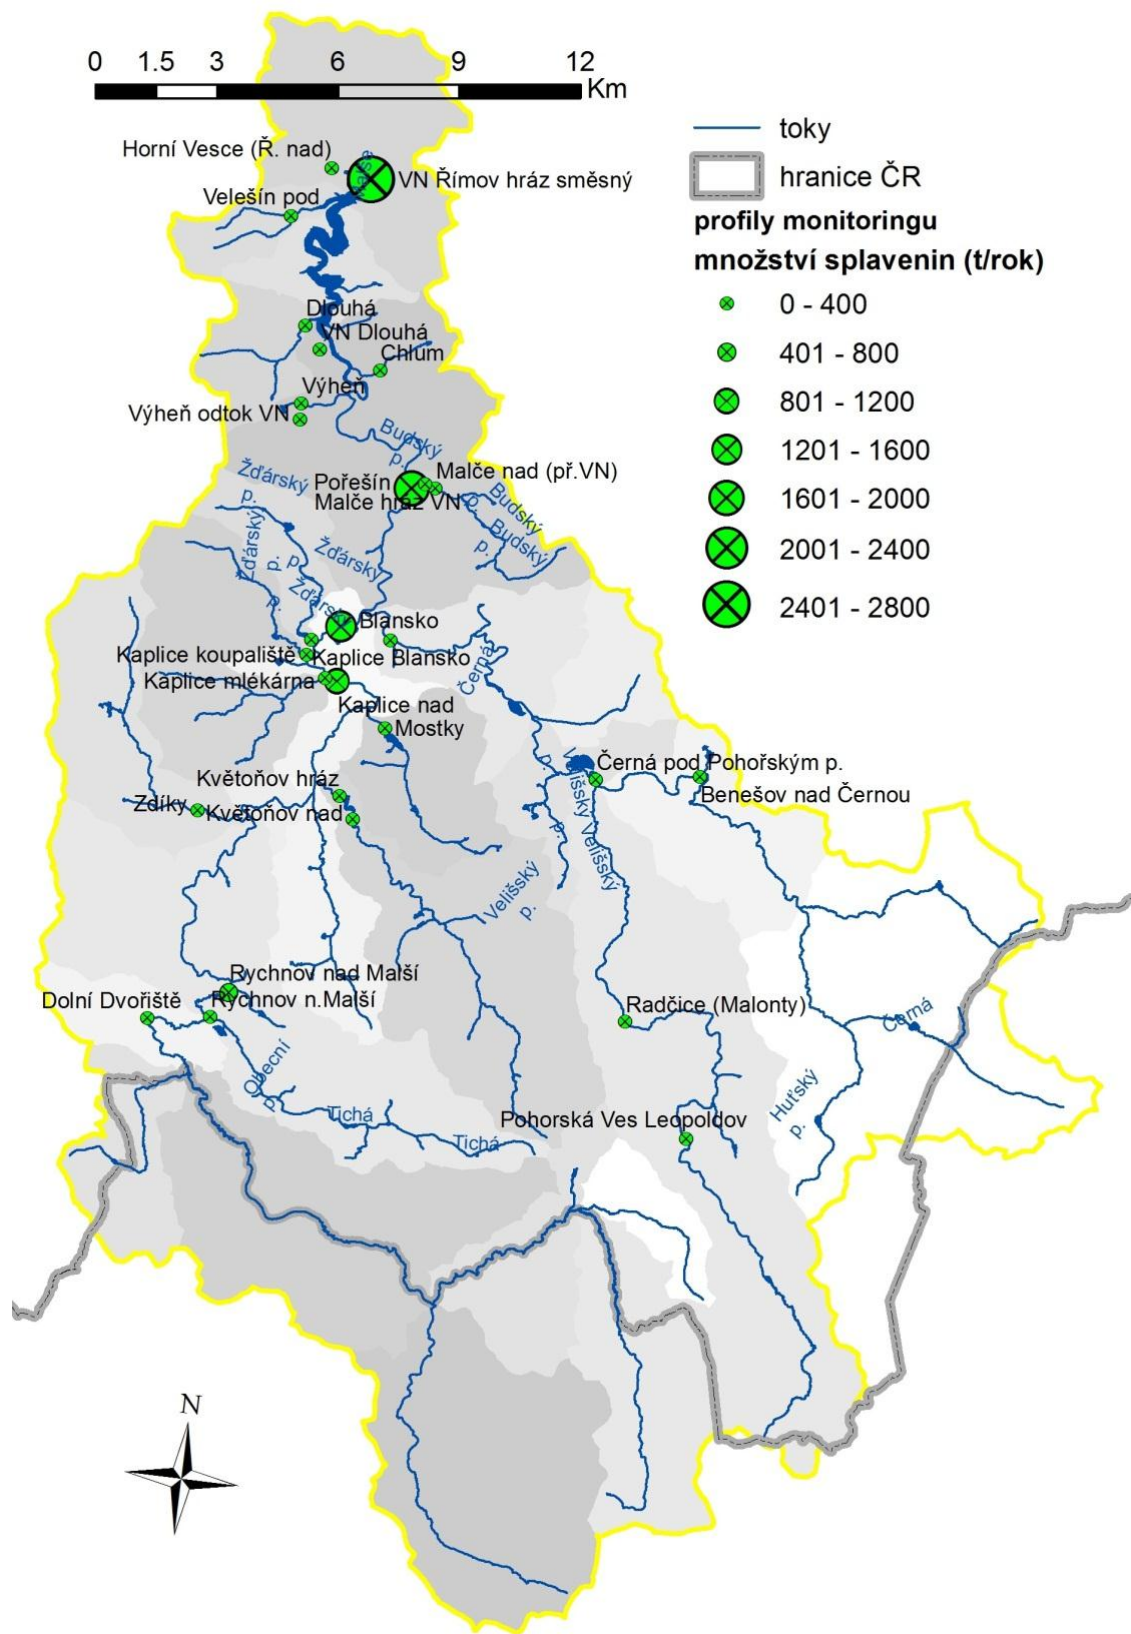 0 1.5 3 6 9 12
Km
toky
hranice ČR
profily monitoringu
množství splavenin (t/rok)
0 - 400
401 - 800
801 - 1200
1201 - 1600
1601 - 2000
2001 - 2400
2401 - 2800
Horní Vesce (Ř. nad)
VN Římov hráz směsný
Velešín pod
Dlouhá
VN Dlouhá
Chlum
Výheň
Výheň odtok VN
Budský
p.
Malče nad (př.VN)
Pořešín
Malče hráz VN
Žďárský
p.
Budský
p.
Budský
p.
Žďárský
p.
Žďárský
p.
Žďárský
p.
Blansko
Kaplice koupaliště
Kaplice Blansko
Kaplice mlékárna
Kaplice nad
Mostky
Černá
Květoňov hráz
Zdíky
Květoňov nad
Černá pod Pohořským p.
Benešov nad Černou
Velišský
p.
Velišský
p.
Velišský
p.
Rychnov nad Malší
Dolní Dvořiště
Rychnov n.Malší
Radčice (Malonty)
Černá
Obecní
p.
Tichá
Tichá
Huťský
p.
Pohorská Ves Leopoldov
N